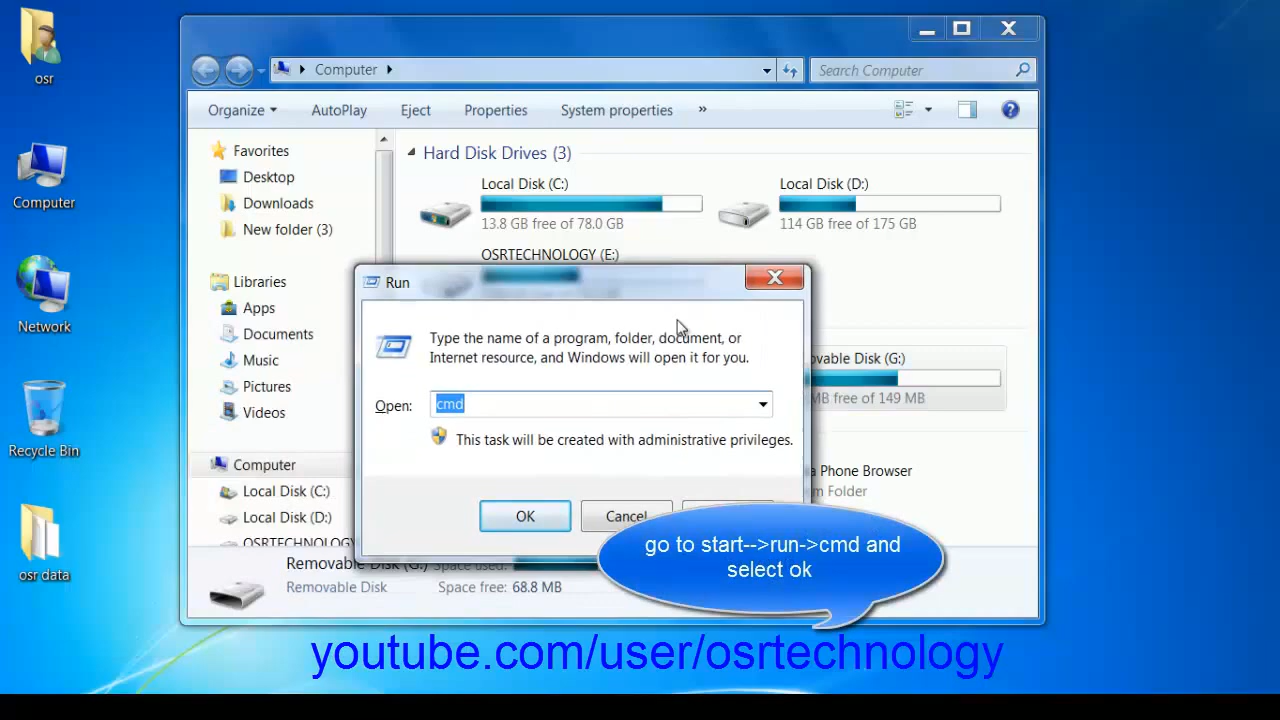 osr
Computer
Network
Recycle Bin
osr data
Computer
Search Computer
Organize
AutoPlay
Eject
Properties
System properties
»
Favorites
Desktop
Downloads
New folder (3)
Libraries
Apps
Documents
Music
Pictures
Videos
Computer
Local Disk (C:)
Local Disk (D:)
OSRTECHNOLOGY
Hard Disk Drives (3)
Local Disk (C:)
13.8 GB free of 78.0 GB
Local Disk (D:)
114 GB free of 175 GB
OSRTECHNOLOGY (E:)
vable Disk (G:)
MB free of 149 MB
a Phone Browser
m Folder
Run
Type the name of a program, folder, document, or
Internet resource, and Windows will open it for you.
Open:
cmd
This task will be created with administrative privileges.
OK
Cancel
go to start-->run->cmd and
select ok
Removable Disk (G:) Space used:
Removable Disk
Space free: 68.8 MB
youtube.com/user/osrtechnology